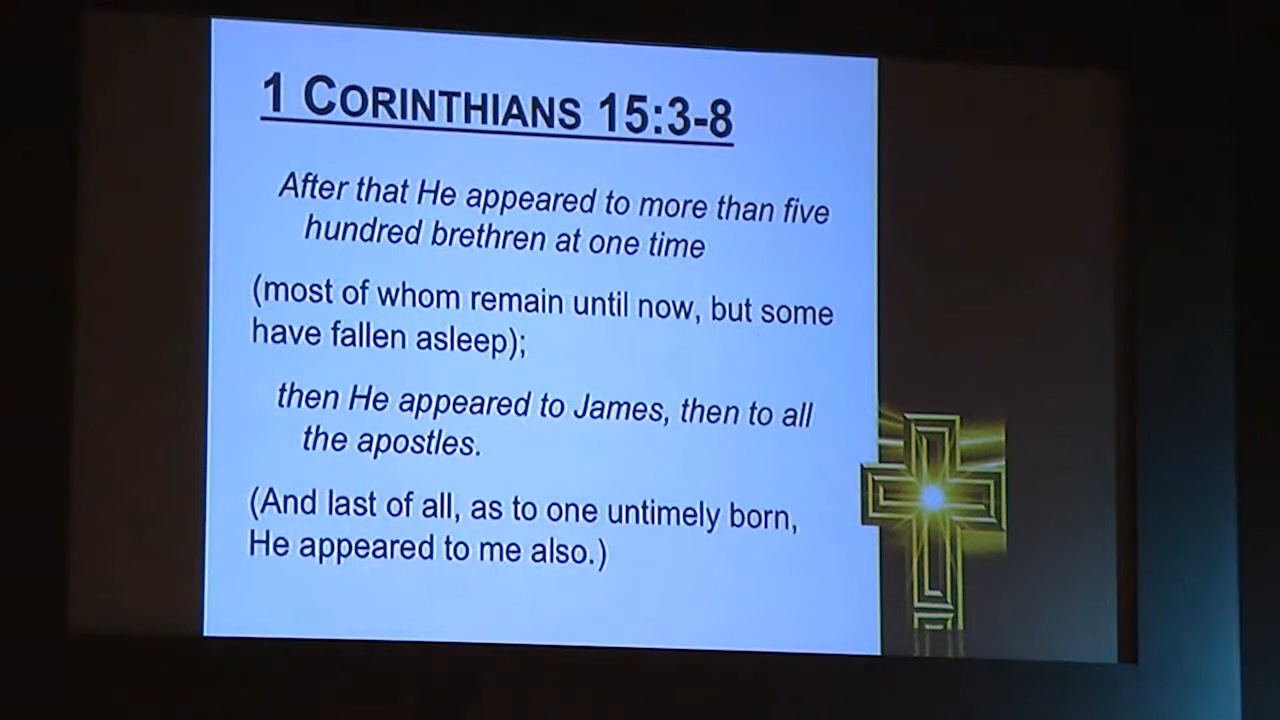 1 CORINTHIANS 15:3-8
After that He appeared to more than five
hundred brethren at one time
(most of whom remain until now, but some
have fallen asleep);
then He appeared to James, then to all
the apostles.
(And last of all, as to one untimely born,
He appeared to me also.)